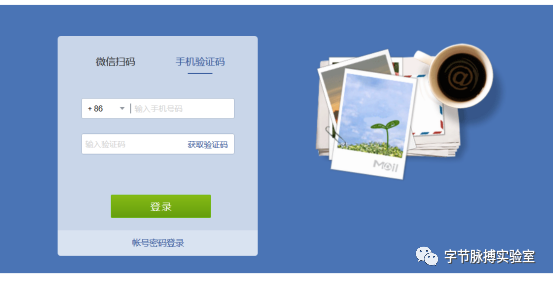 微信扫码 手机验证码
+ 86 输入手机号码
输入验证码 获取验证码
登录
帐号密码登录
@
Mail
字节脉搏实验室